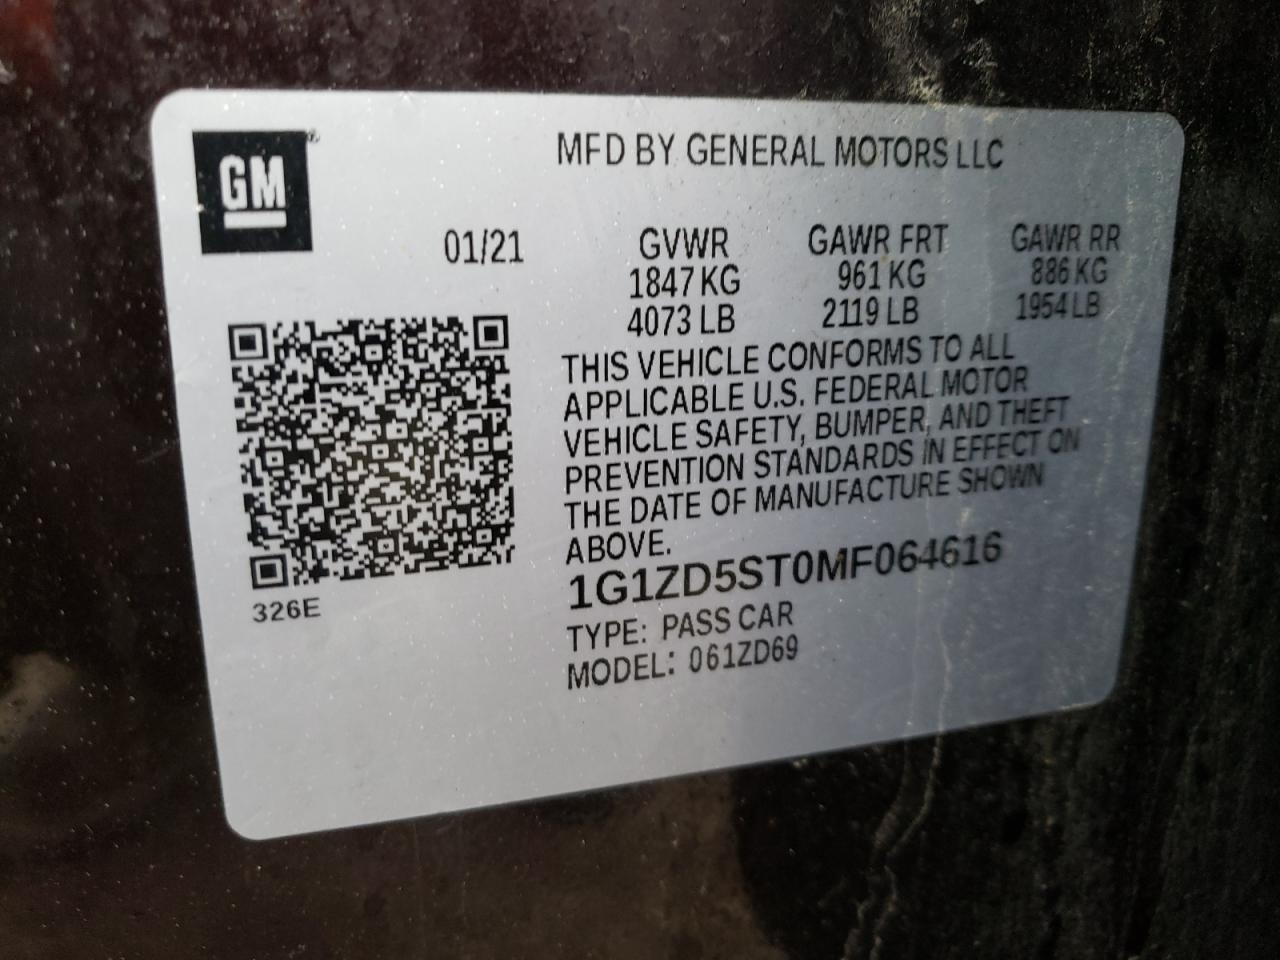 GM®
MFD BY GENERAL MOTORS LLC
01/21
GVWR GAWR FRT GAWR RR
1847 KG 961 KG 886 KG
4073 LB 2119 LB 1954 LB
THIS VEHICLE CONFORMS TO ALL
APPLICABLE U.S. FEDERAL MOTOR
VEHICLE SAFETY, BUMPER, AND THEFT
PREVENTION STANDARDS IN EFFECT ON
THE DATE OF MANUFACTURE SHOWN
ABOVE.
1G1ZD5ST0MF064616
326E
TYPE: PASS CAR
MODEL: 061ZD69